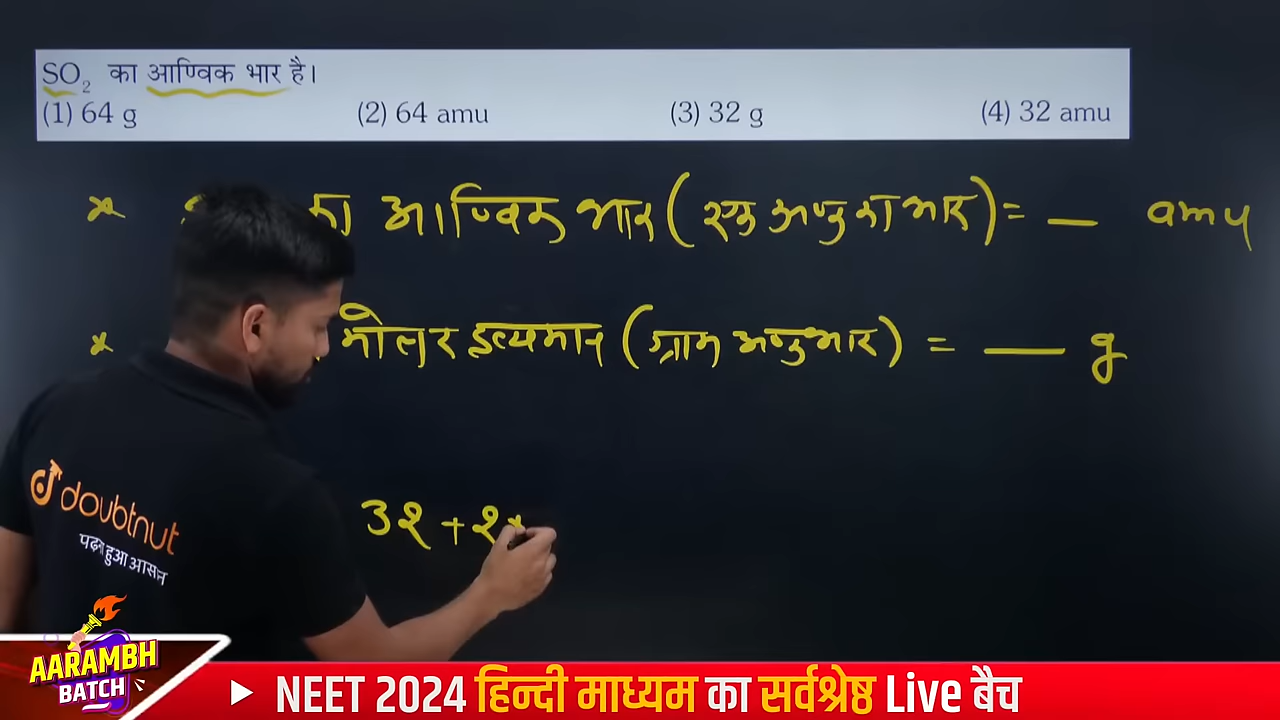 SO₂ का आण्विक भार है।
(1) 64 g (2) 64 amu (3) 32 g (4) 32 amu
का आण्विक भार (एक अणु का भार) = — amu
मोलर द्रव्यमान (ग्राम अणुभार) = — g
32 + 2×
doubtnut
पढ़ना हुआ आसान
AARAMBH
BATCH
NEET 2024 हिन्दी माध्यम का सर्वश्रेष्ठ Live बैच